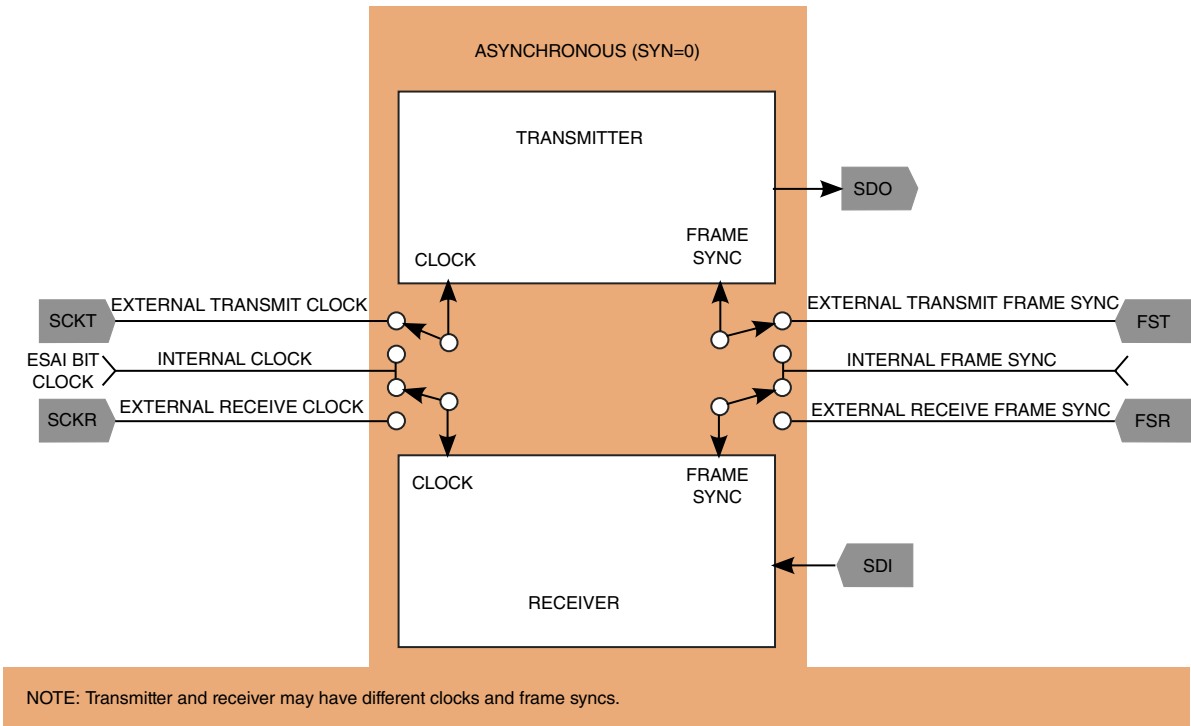 ASYNCHRONOUS (SYN=0)
TRANSMITTER
SDO
FRAME
SYNC
CLOCK
SCKT
EXTERNAL TRANSMIT CLOCK
EXTERNAL TRANSMIT FRAME SYNC
FST
ESAI BIT
CLOCK
INTERNAL CLOCK
INTERNAL FRAME SYNC
SCKR
EXTERNAL RECEIVE CLOCK
EXTERNAL RECEIVE FRAME SYNC
FSR
CLOCK
FRAME
SYNC
SDI
RECEIVER
NOTE: Transmitter and receiver may have different clocks and frame syncs.